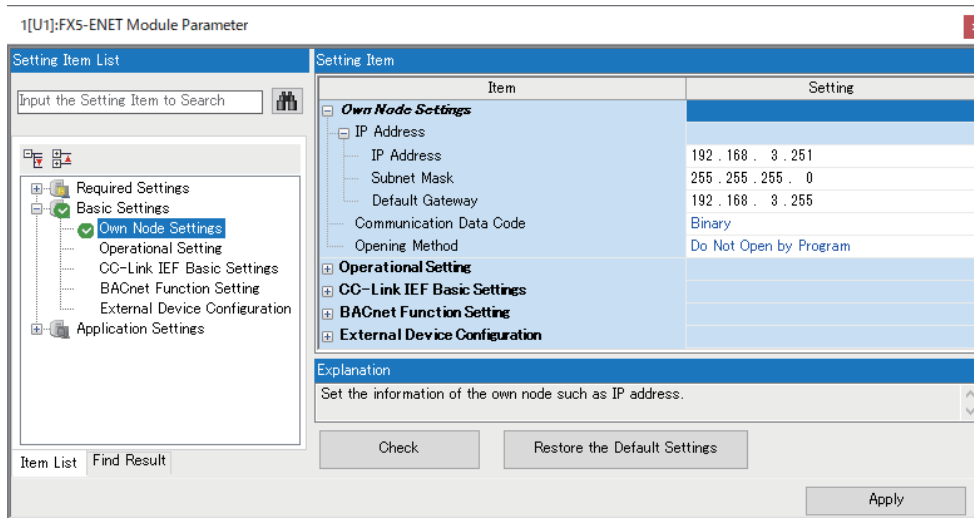 1[U1]:FX5-ENET Module Parameter
Setting Item List
Input the Setting Item to Search
Required Settings
Basic Settings
Own Node Settings
Operational Setting
CC-Link IEF Basic Settings
BACnet Function Setting
External Device Configuration
Application Settings
Item List
Find Result
Setting Item
Item Setting
Own Node Settings
IP Address
IP Address 192 . 168 . 3 . 251
Subnet Mask 255 . 255 . 255 . 0
Default Gateway 192 . 168 . 3 . 255
Communication Data Code Binary
Opening Method Do Not Open by Program
Operational Setting
CC-Link IEF Basic Settings
BACnet Function Setting
External Device Configuration
Explanation
Set the information of the own node such as IP address.
Check Restore the Default Settings
Apply